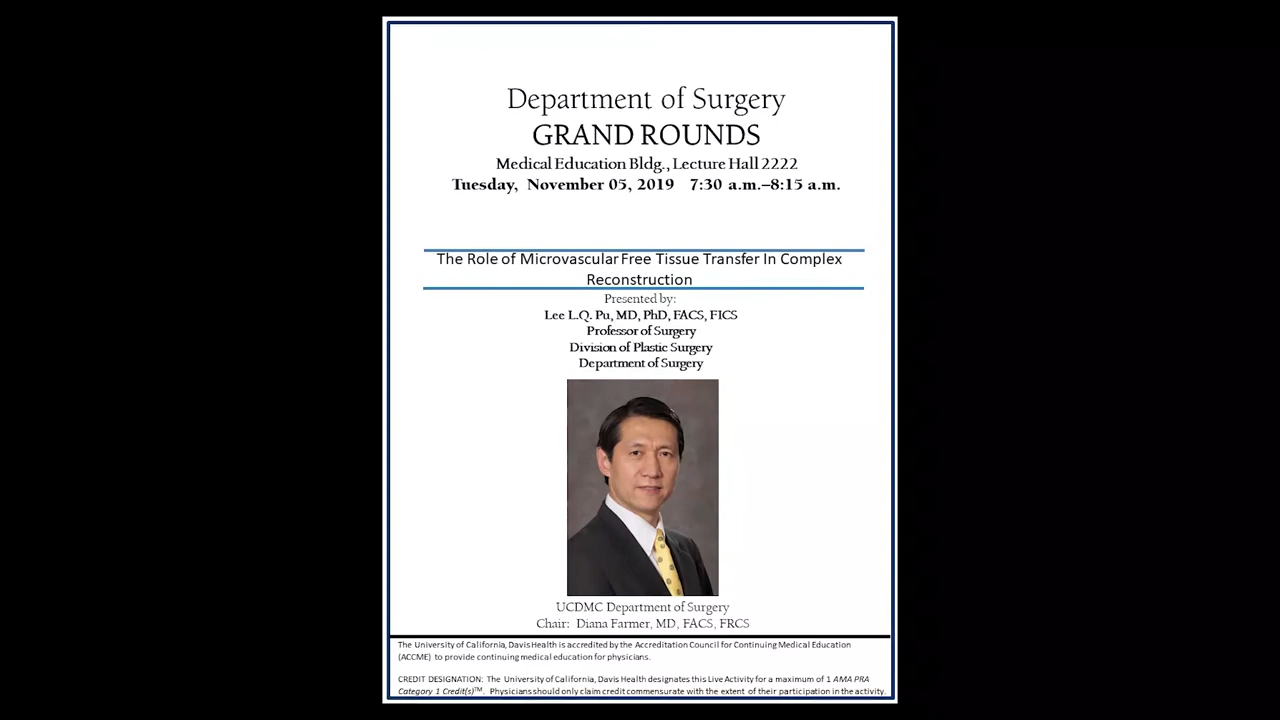 Department of Surgery
GRAND ROUNDS
Medical Education Bldg., Lecture Hall 2222
Tuesday, November 05, 2019 7:30 a.m.–8:15 a.m.
The Role of Microvascular Free Tissue Transfer In Complex
Reconstruction
Presented by:
Lee L.Q. Pu, MD, PhD, FACS, FICS
Professor of Surgery
Division of Plastic Surgery
Department of Surgery
UCDMC Department of Surgery
Chair: Diana Farmer, MD, FACS, FRCS
The University of California, Davis Health is accredited by the Accreditation Council for Continuing Medical Education
(ACCME) to provide continuing medical education for physicians.
CREDIT DESIGNATION: The University of California, Davis Health designates this Live Activity for a maximum of 1 AMA PRA
Category 1 Credit(s)™. Physicians should only claim credit commensurate with the extent of their participation in the activity.